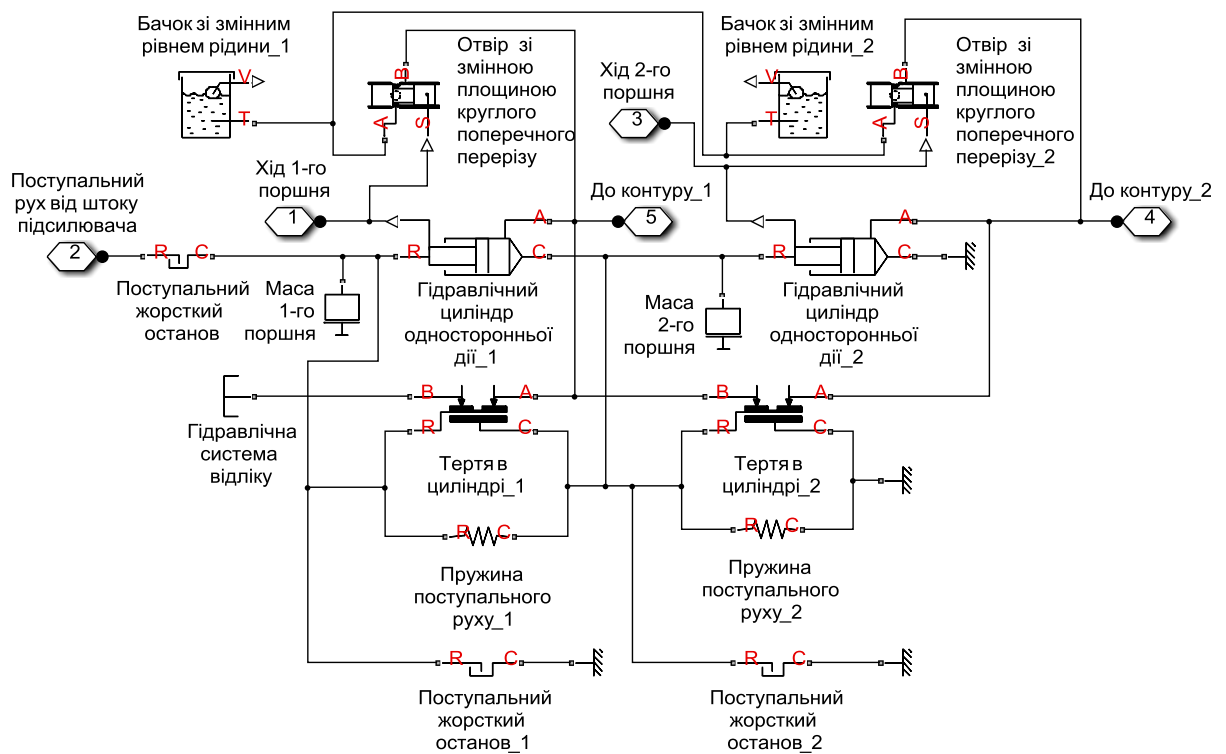 Бачок зі змінним
рівнем рідини_1
V
T
B
A
S
Отвір зі
змінною
площиною
круглого
поперечного
перерізу
Хід 2-го
поршня
3
Бачок зі змінним
рівнем рідини_2
V
T
B
A
S
Отвір зі
змінною
площиною
круглого
поперечного
перерізу_2
Поступальний
рух від штоку
підсилювача
2
Хід 1-го
поршня
1
До контуру_1
5
До контуру_2
4
R
C
Поступальний
жорсткий
останов
Маса
1-го
поршня
R
A
C
Гідравлічний
циліндр
односторонньої
дії_1
Маса
2-го
поршня
R
A
C
Гідравлічний
циліндр
односторонньої
дії_2
Гідравлічна
система
відліку
B
A
R
C
Тертя в
циліндрі_1
B
A
R
C
Тертя в
циліндрі_2
R
C
Пружина
поступального
руху_1
R
C
Пружина
поступального
руху_2
R
C
Поступальний
жорсткий
останов_1
R
C
Поступальний
жорсткий
останов_2